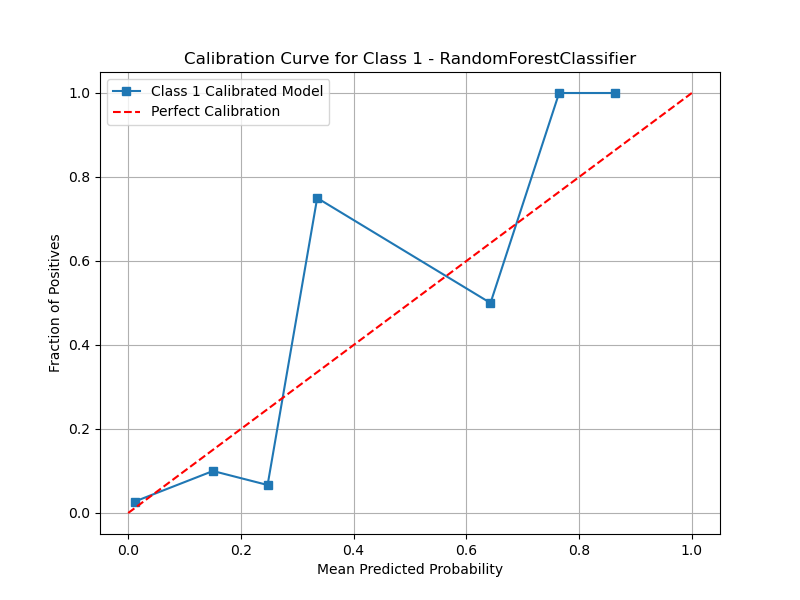 Calibration Curve for Class 1 - RandomForestClassifier
Class 1 Calibrated Model
Perfect Calibration
1.0
0.8
0.6
0.4
0.2
0.0
Fraction of Positives
0.0 0.2 0.4 0.6 0.8 1.0
Mean Predicted Probability